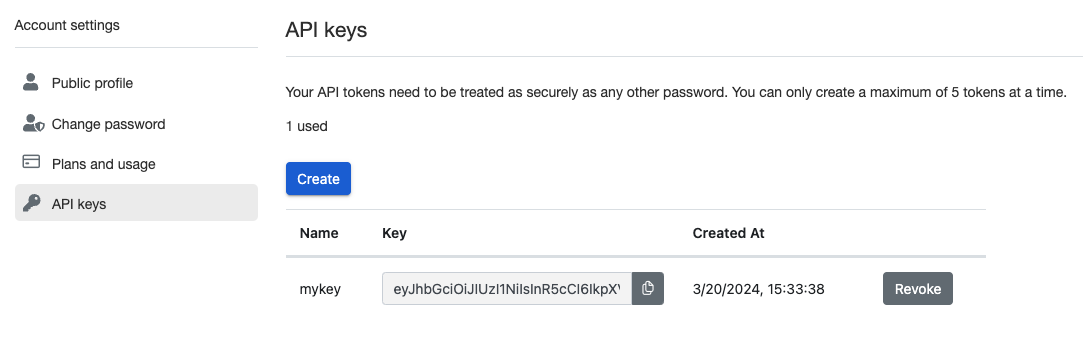 Account settings
Public profile
Change password
Plans and usage
API keys
API keys
Your API tokens need to be treated as securely as any other password. You can only create a maximum of 5 tokens at a time.
1 used
Create
Name Key Created At
mykey eyJhbGciOiJIUzI1NiIsInR5cCI6IkpXV 3/20/2024, 15:33:38 Revoke